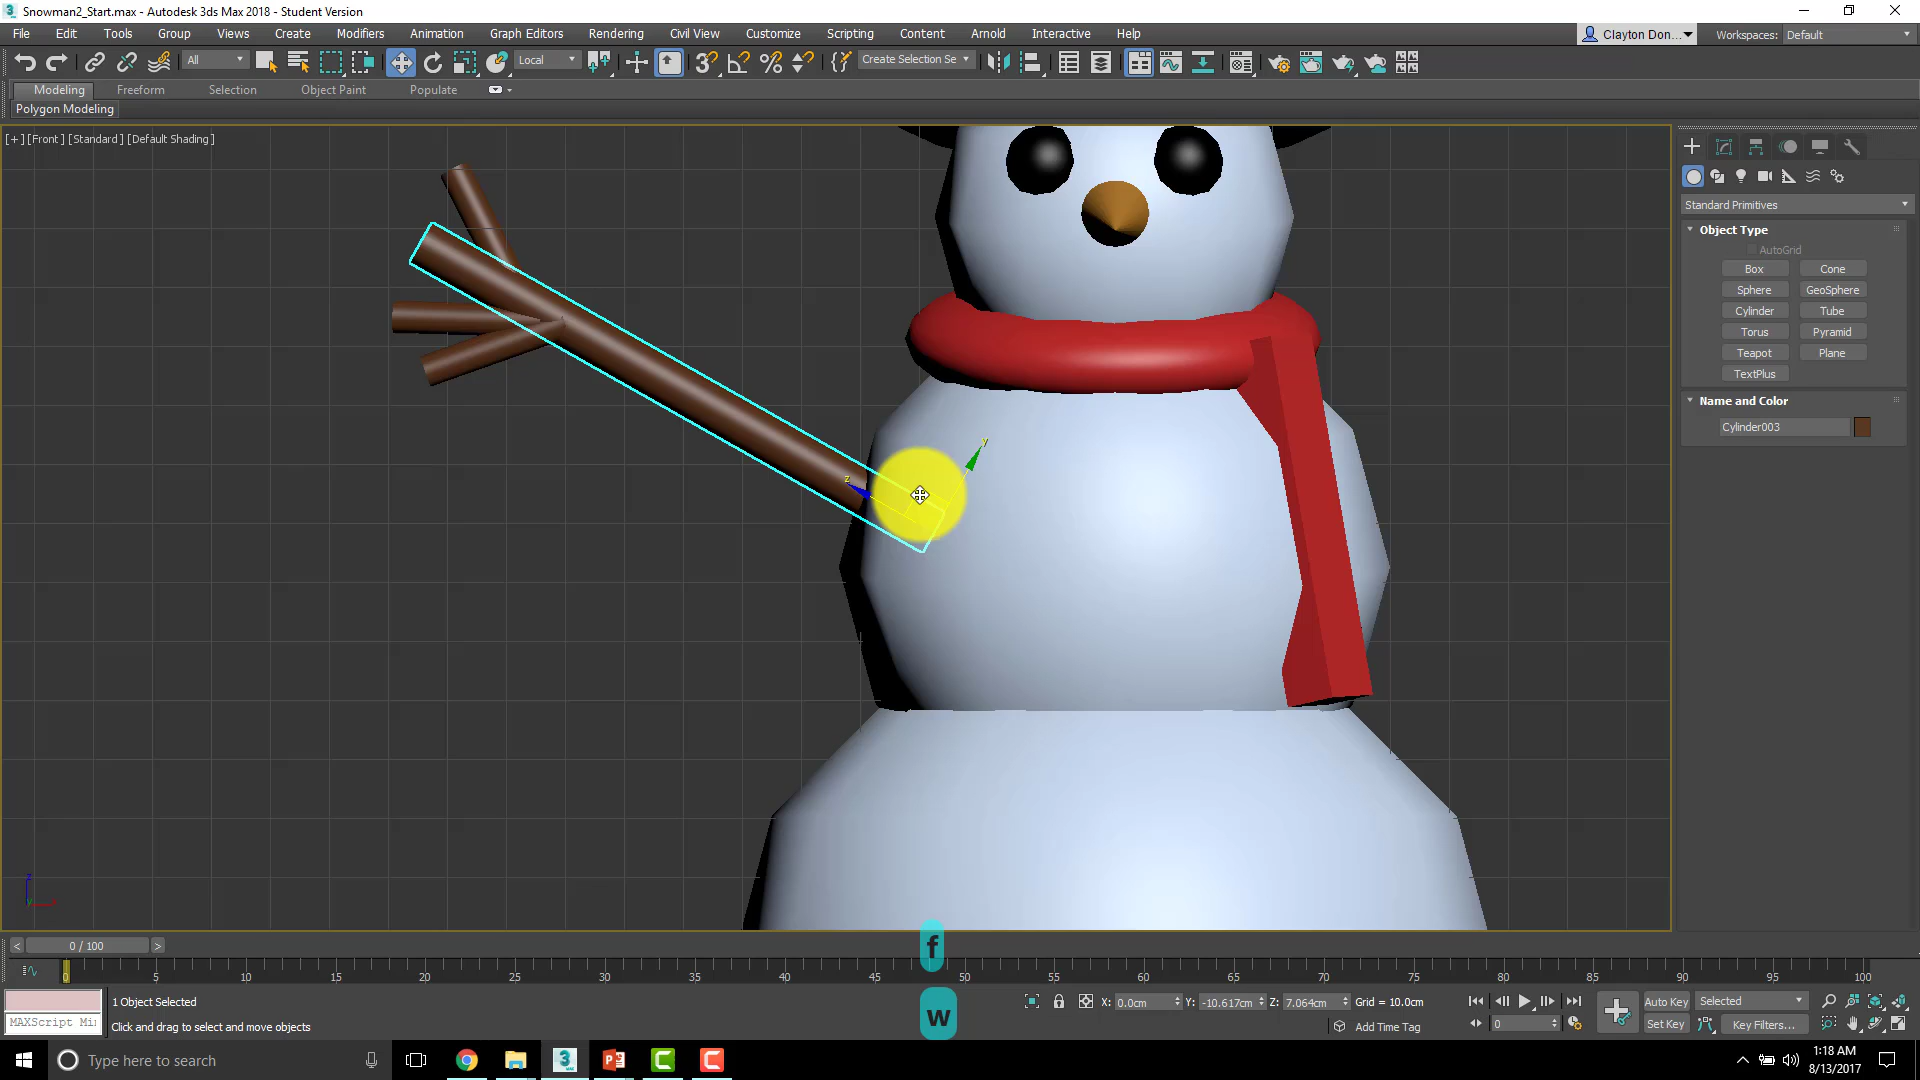 Snowman2_Start.max - Autodesk 3ds Max 2018 - Student Version
File Edit Tools Group Views Create Modifiers Animation Graph Editors Rendering Civil View Customize Scripting Content Arnold Interactive Help
Clayton Don... Workspaces: Default
All Local Create Selection Se
Modeling Freeform Selection Object Paint Populate
Polygon Modeling
[+] [Front] [Standard] [Default Shading]
Standard Primitives
Object Type
AutoGrid
Box Cone
Sphere GeoSphere
Cylinder Tube
Torus Pyramid
Teapot Plane
TextPlus
Name and Color
Cylinder003
y
z
z
y
x
f
< 0 / 100 >
0 5 10 15 20 25 30 35 40 45 50 55 60 65 70 75 80 85 90 95 100
1 Object Selected X: 0.0cm Y: -10.617cm Z: 7.064cm Grid = 10.0cm Auto Key Selected
MAXScript Mi Click and drag to select and move objects w Add Time Tag 0 Set Key Key Filters...
Type here to search 3 1:18 AM
8/13/2017